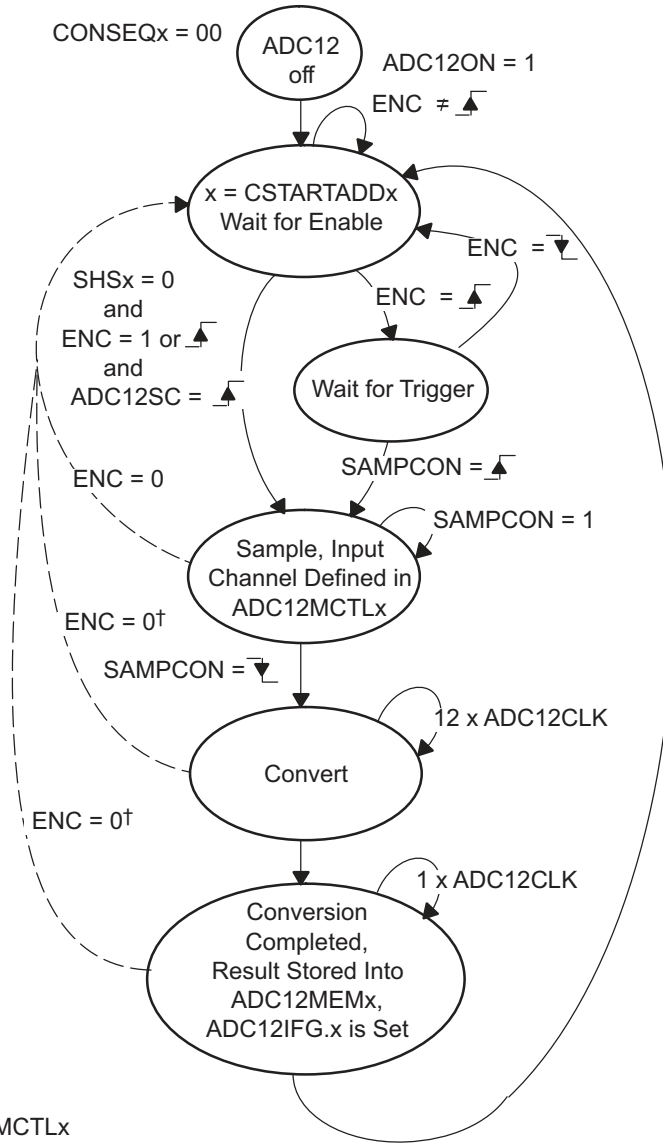 CONSEQx = 00
ADC12
off
ADC12ON = 1
ENC ≠
x = CSTARTADDx
Wait for Enable
ENC =
SHSx = 0
and
ENC = 1 or
and
ADC12SC =
ENC =
Wait for Trigger
ENC = 0
SAMPCON =
SAMPCON = 1
Sample, Input
Channel Defined in
ADC12MCTLx
ENC = 0†
SAMPCON =
12 x ADC12CLK
Convert
ENC = 0†
1 x ADC12CLK
Conversion
Completed,
Result Stored Into
ADC12MEMx,
ADC12IFG.x is Set
MCTLx